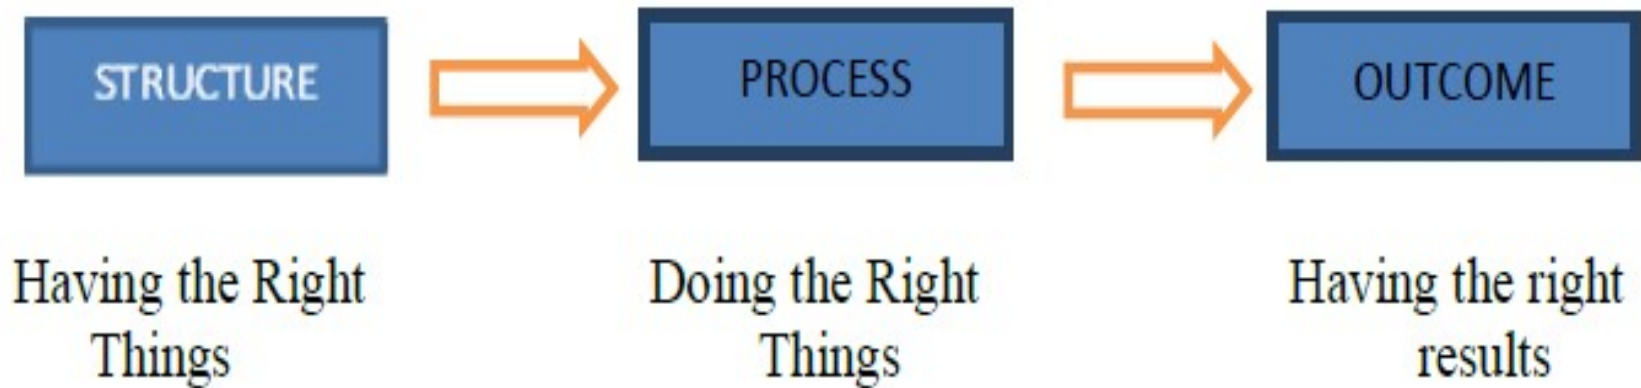 STRUCTURE
PROCESS
OUTCOME
Having the Right
Things
Doing the Right
Things
Having the right
results